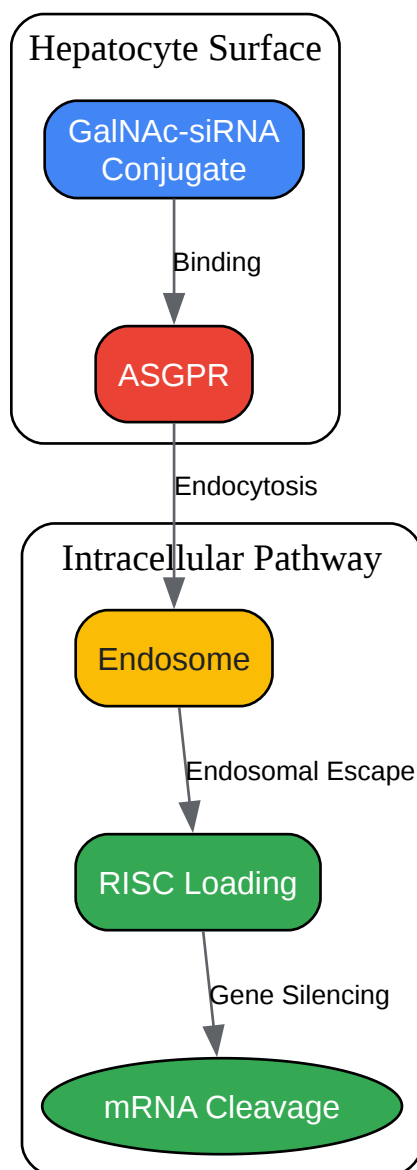 Hepatocyte Surface
GalNAc-siRNA
Conjugate
Binding
ASGPR
Endocytosis
Intracellular Pathway
Endosome
Endosomal Escape
RISC Loading
Gene Silencing
mRNA Cleavage